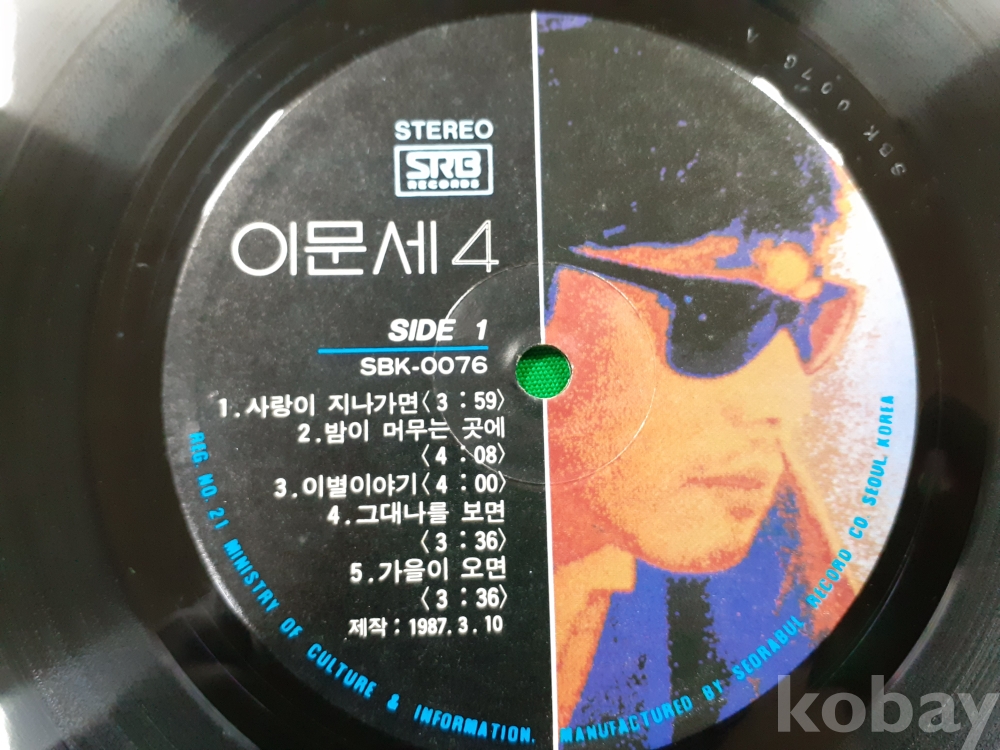 STEREO
SRB
RECORDS
이문세 4
SIDE 1
SBK-0076
1.사랑이 지나가면〈3:59〉
2.밤이 머무는 곳에
〈4:08〉
3.이별이야기〈4:00〉
4.그대나를 보면
〈3:36〉
5.가을이 오면
〈3:36〉
제작: 1987.3.10
REG. NO. 21 MINISTRY OF CULTURE & INFORMATION. MANUFACTURED BY SEORABUL RECORD CO SEOUL. KOREA
SBK 0076 A
kobay